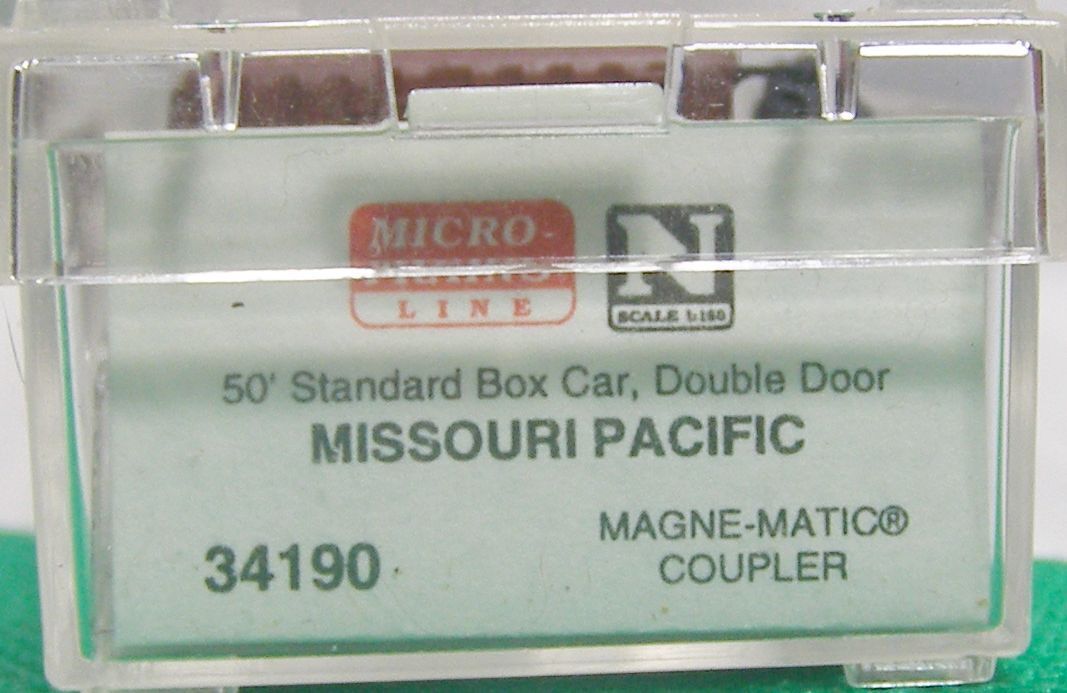 MICRO-
LINE
N
SCALE 1:160
50' Standard Box Car, Double Door
MISSOURI PACIFIC
34190
MAGNE-MATIC®
COUPLER